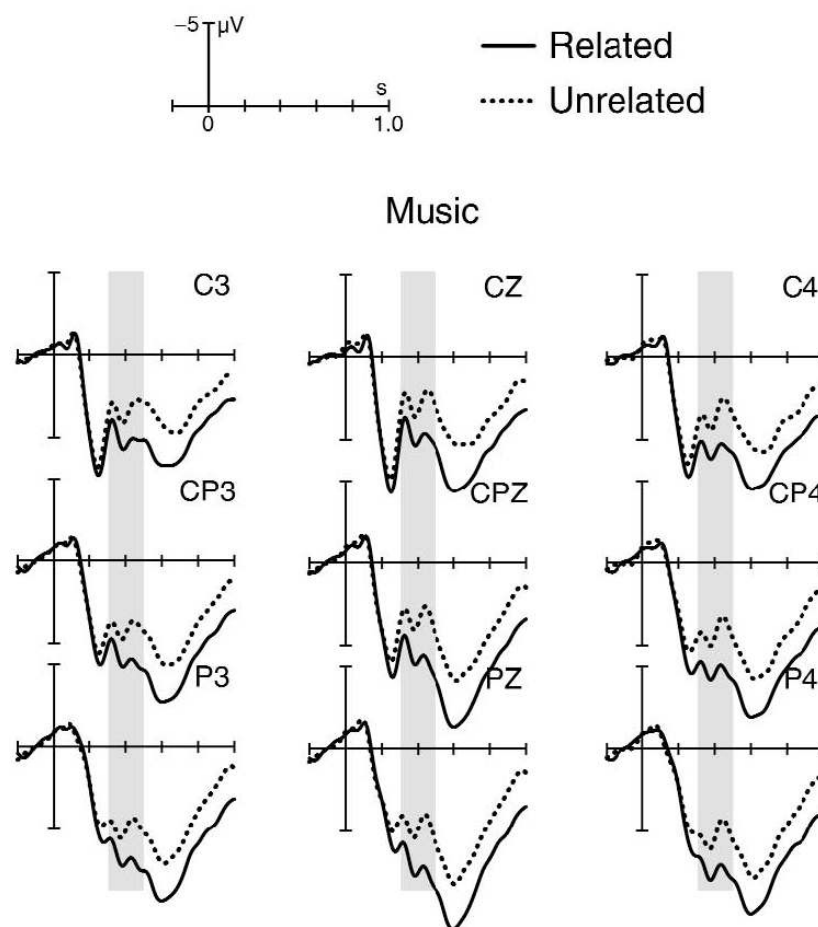 −5 µV
s
0 1.0
Related
Unrelated
Music
C3 CZ C4
CP3 CPZ CP4
P3 PZ P4